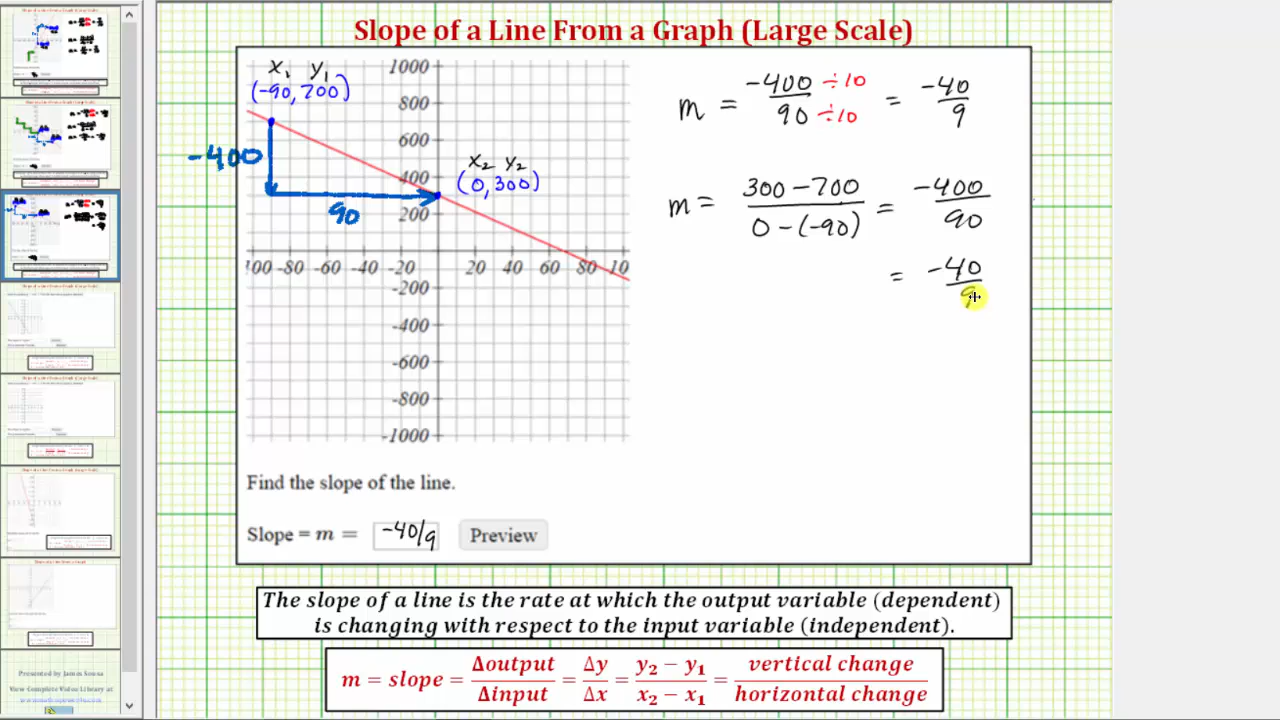 Slope of a Line From a Graph (Large Scale)
x₁ y₁
(-90, 700)
-400
90
x₂ y₂
(0, 300)
1000
800
600
400
200
-200
-400
-600
-800
-1000
100 -80 -60 -40 -20 20 40 60 80 10
m = -400 ÷10 / 90 ÷10 = -40/9
m = 300 - 700 / 0 - (-90) = -400/90
= -40/9
Find the slope of the line.
Slope = m = -40/9 Preview
The slope of a line is the rate at which the output variable (dependent)
is changing with respect to the input variable (independent).
m = slope = Δoutput/Δinput = Δy/Δx = y₂ − y₁/x₂ − x₁ = vertical change/horizontal change
Presented by James Sousa
View Complete Video Library at